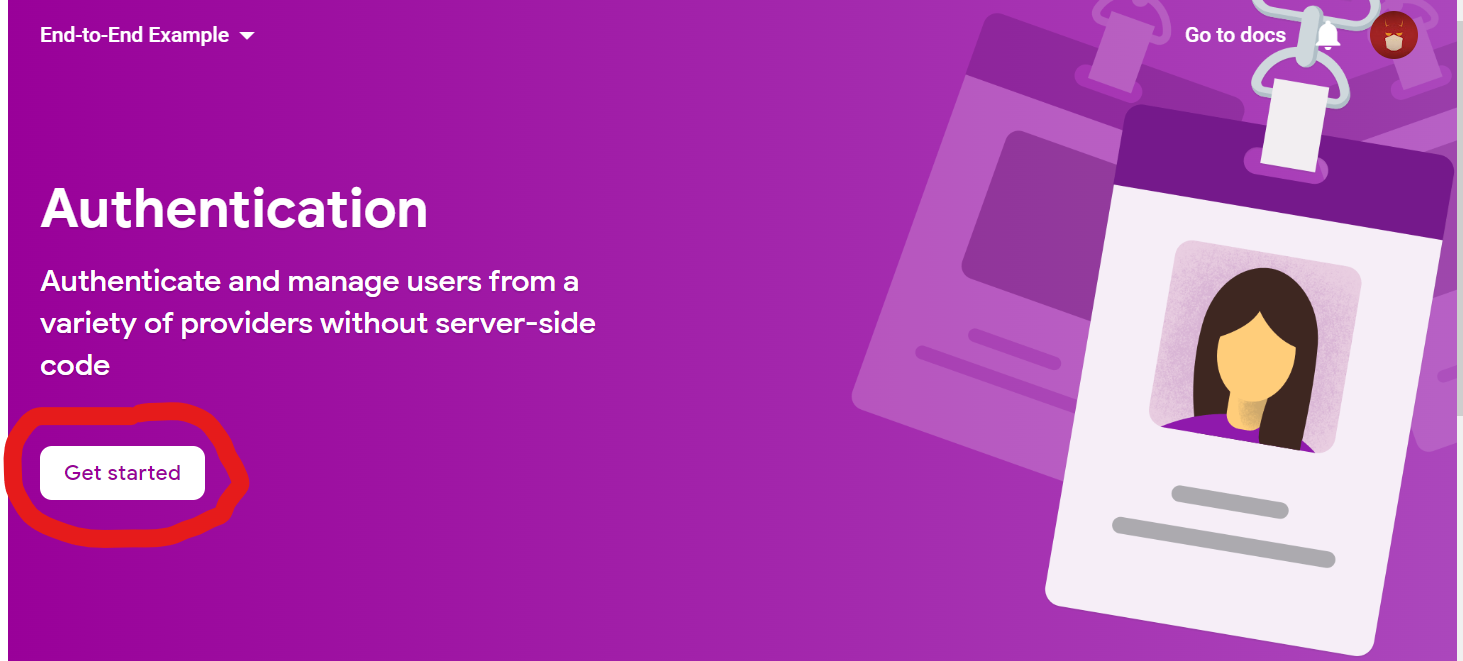 End-to-End Example
Go to docs
Authentication
Authenticate and manage users from a
variety of providers without server-side
code
Get started